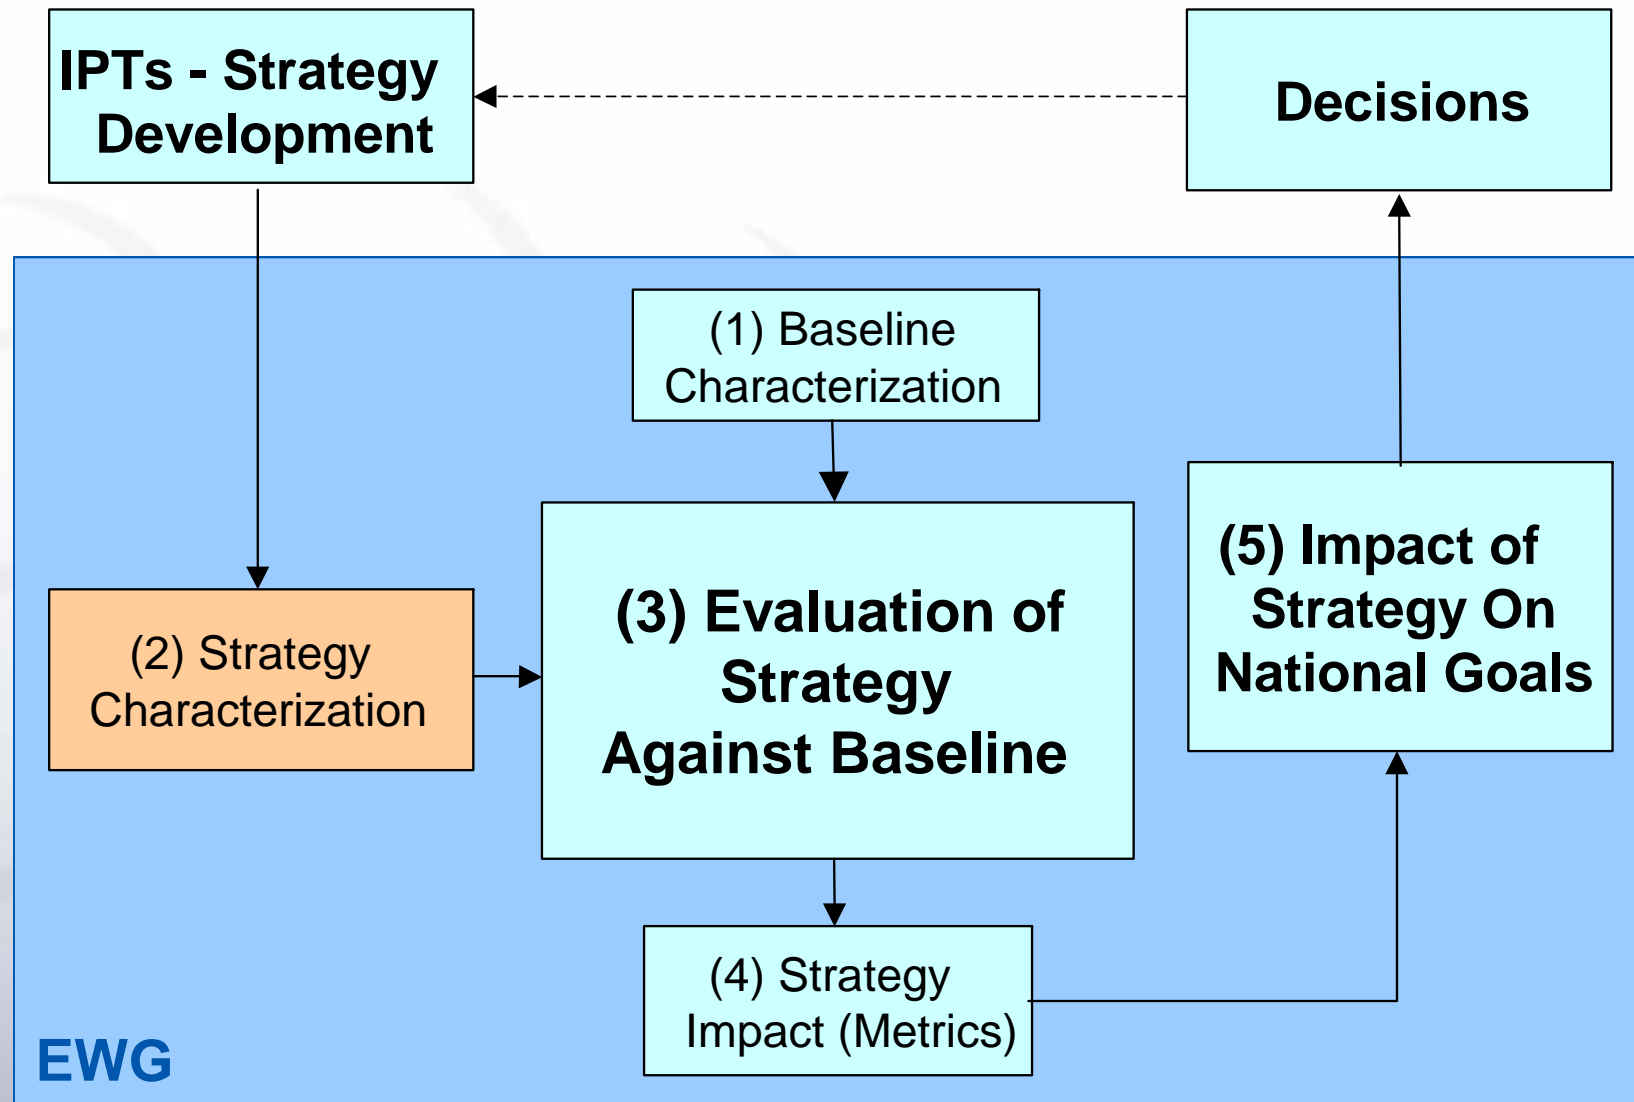 IPTs - Strategy
Development
Decisions
(1) Baseline
Characterization
(2) Strategy
Characterization
(3) Evaluation of
Strategy
Against Baseline
(5) Impact of
Strategy On
National Goals
(4) Strategy
Impact (Metrics)
EWG